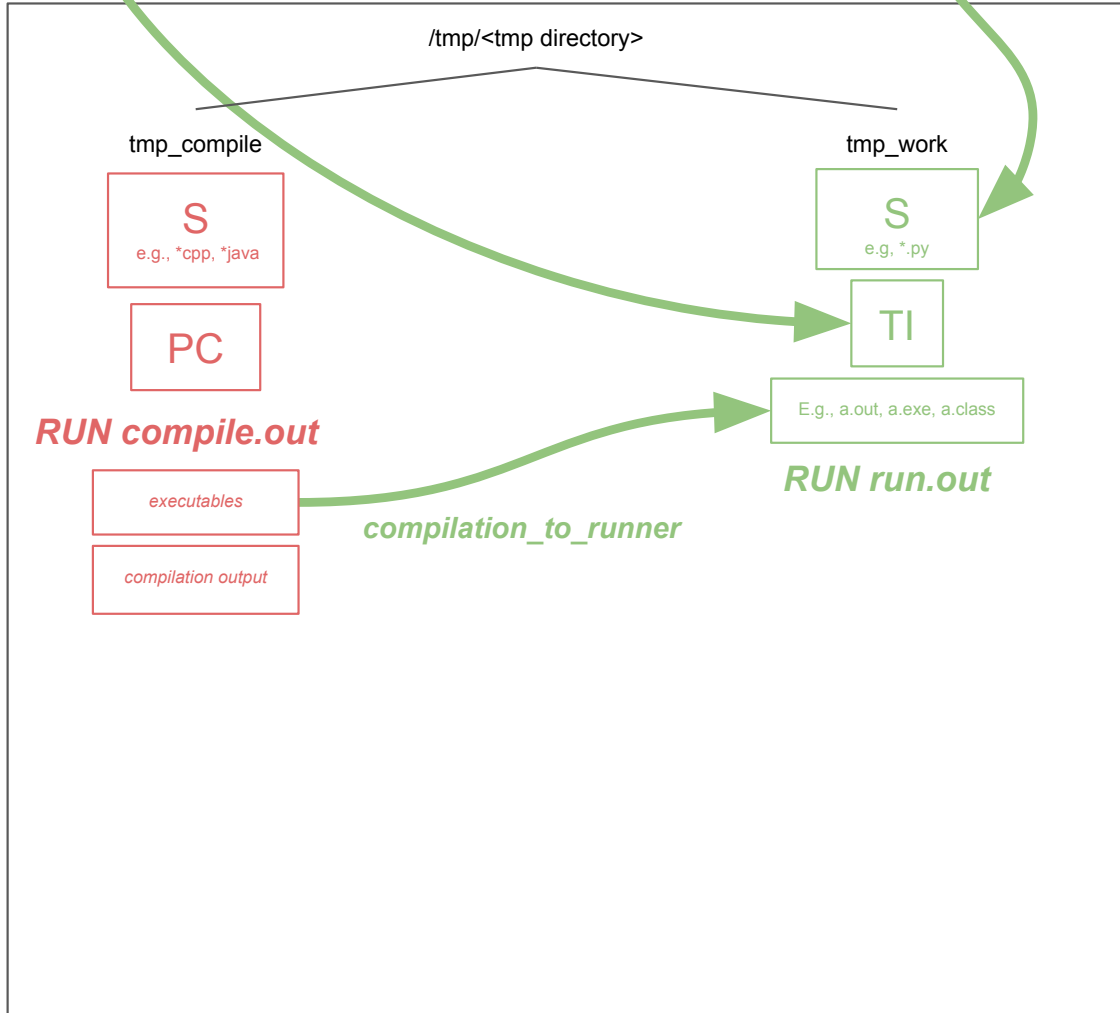 /tmp/<tmp directory>
tmp_compile
S
e.g., *cpp, *java
PC
RUN compile.out
executables
compilation output
compilation_to_runner
tmp_work
S
e.g, *.py
TI
E.g., a.out, a.exe, a.class
RUN run.out